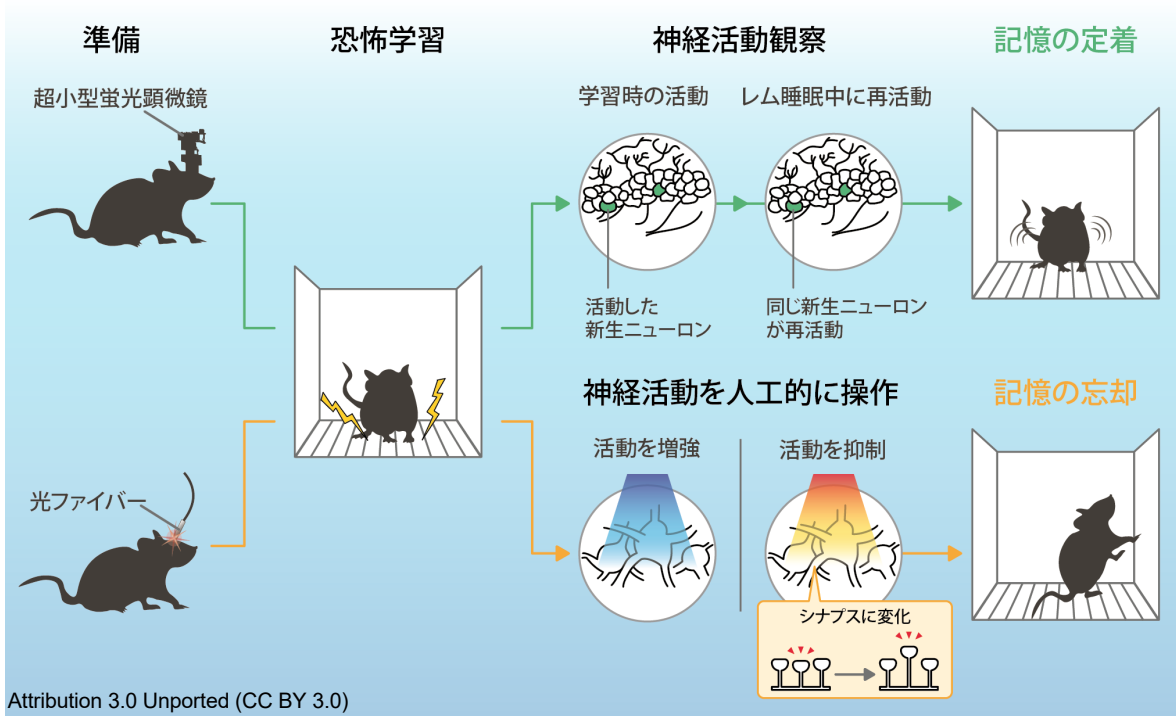 準備
恐怖学習
神経活動観察
記憶の定着
超小型蛍光顕微鏡
学習時の活動
レム睡眠中に再活動
活動した
新生ニューロン
同じ新生ニューロン
が再活動
神経活動を人工的に操作
記憶の忘却
活動を増強
活動を抑制
光ファイバー
シナプスに変化
Attribution 3.0 Unported (CC BY 3.0)